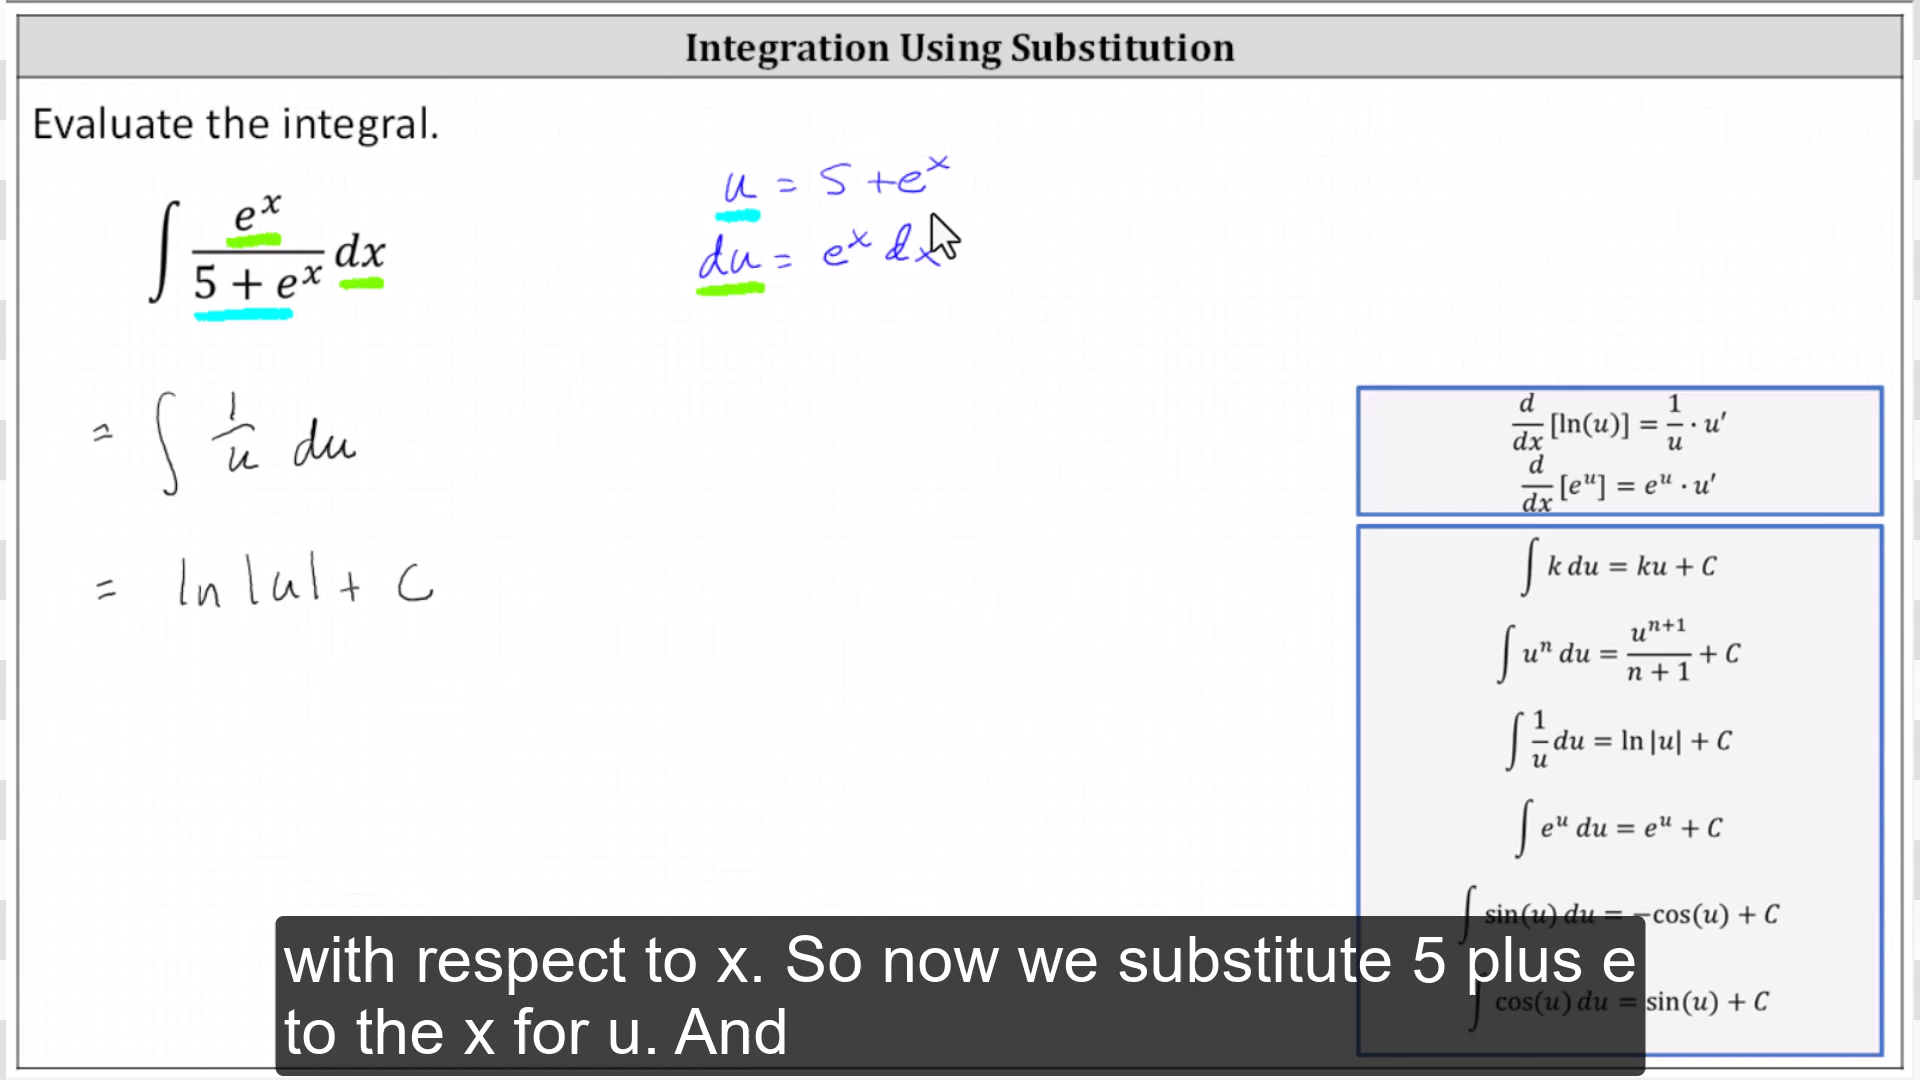 Integration Using Substitution
Evaluate the integral.
∫ e^x / (5 + e^x) dx
u = 5 + e^x
du = e^x dx
= ∫ 1/u du
= ln |u| + C
d/dx [ln(u)] = 1/u · u′
d/dx [e^u] = e^u · u′
∫ k du = ku + C
∫ u^n du = u^(n+1) / (n + 1) + C
∫ 1/u du = ln |u| + C
∫ e^u du = e^u + C
∫ sin(u) du = −cos(u) + C
∫ cos(u) du = sin(u) + C
with respect to x. So now we substitute 5 plus e
to the x for u. And